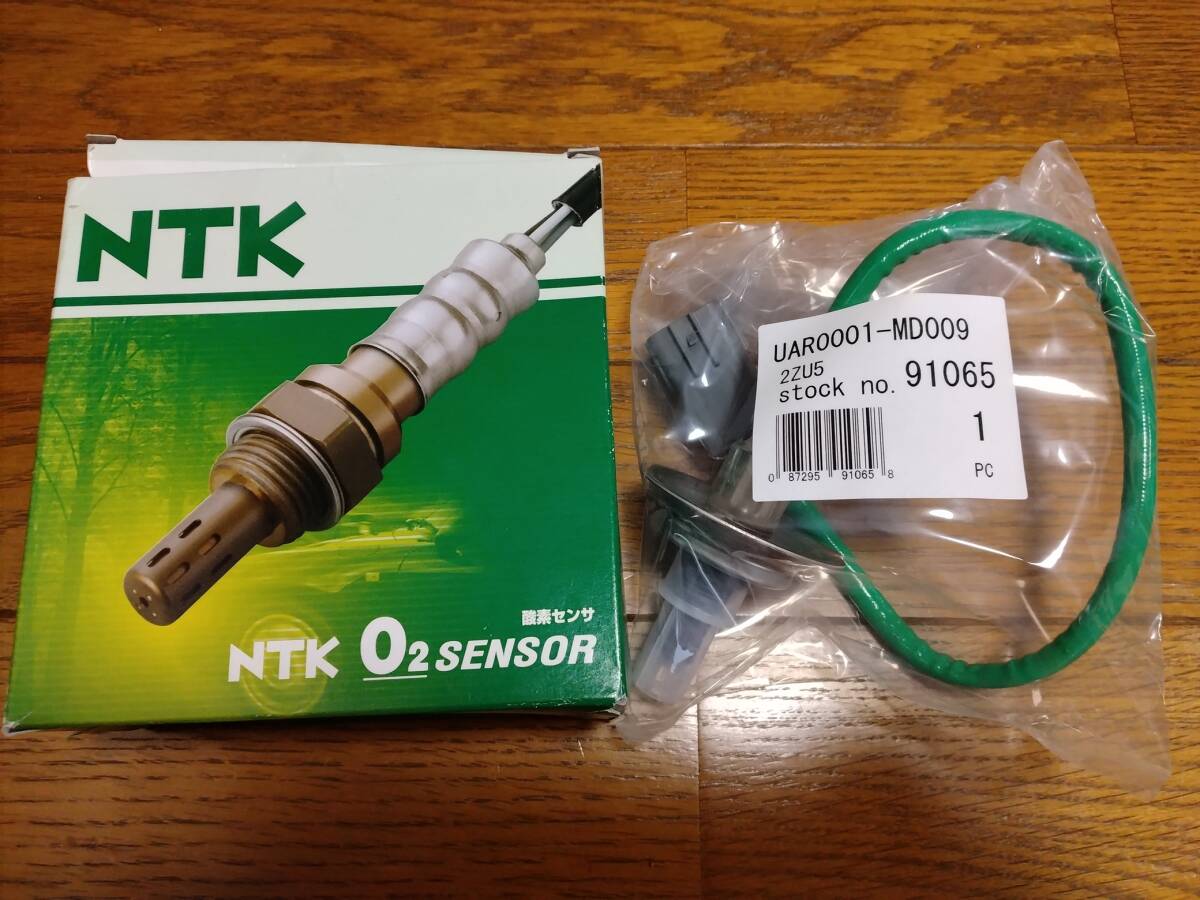 NTK
酸素センサ
NTK O2 SENSOR
UAR0001-MD009
2ZU5
stock no. 91065
1
PC
0 87295 91065 8